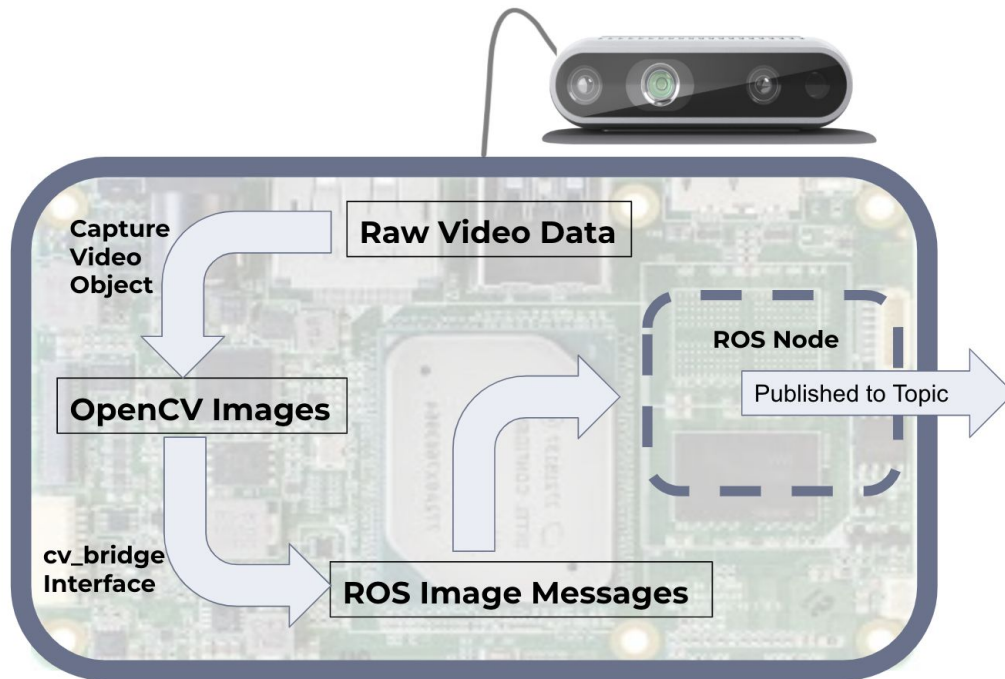 Raw Video Data
Capture
Video
Object
OpenCV Images
cv_bridge
Interface
ROS Image Messages
ROS Node
Published to Topic